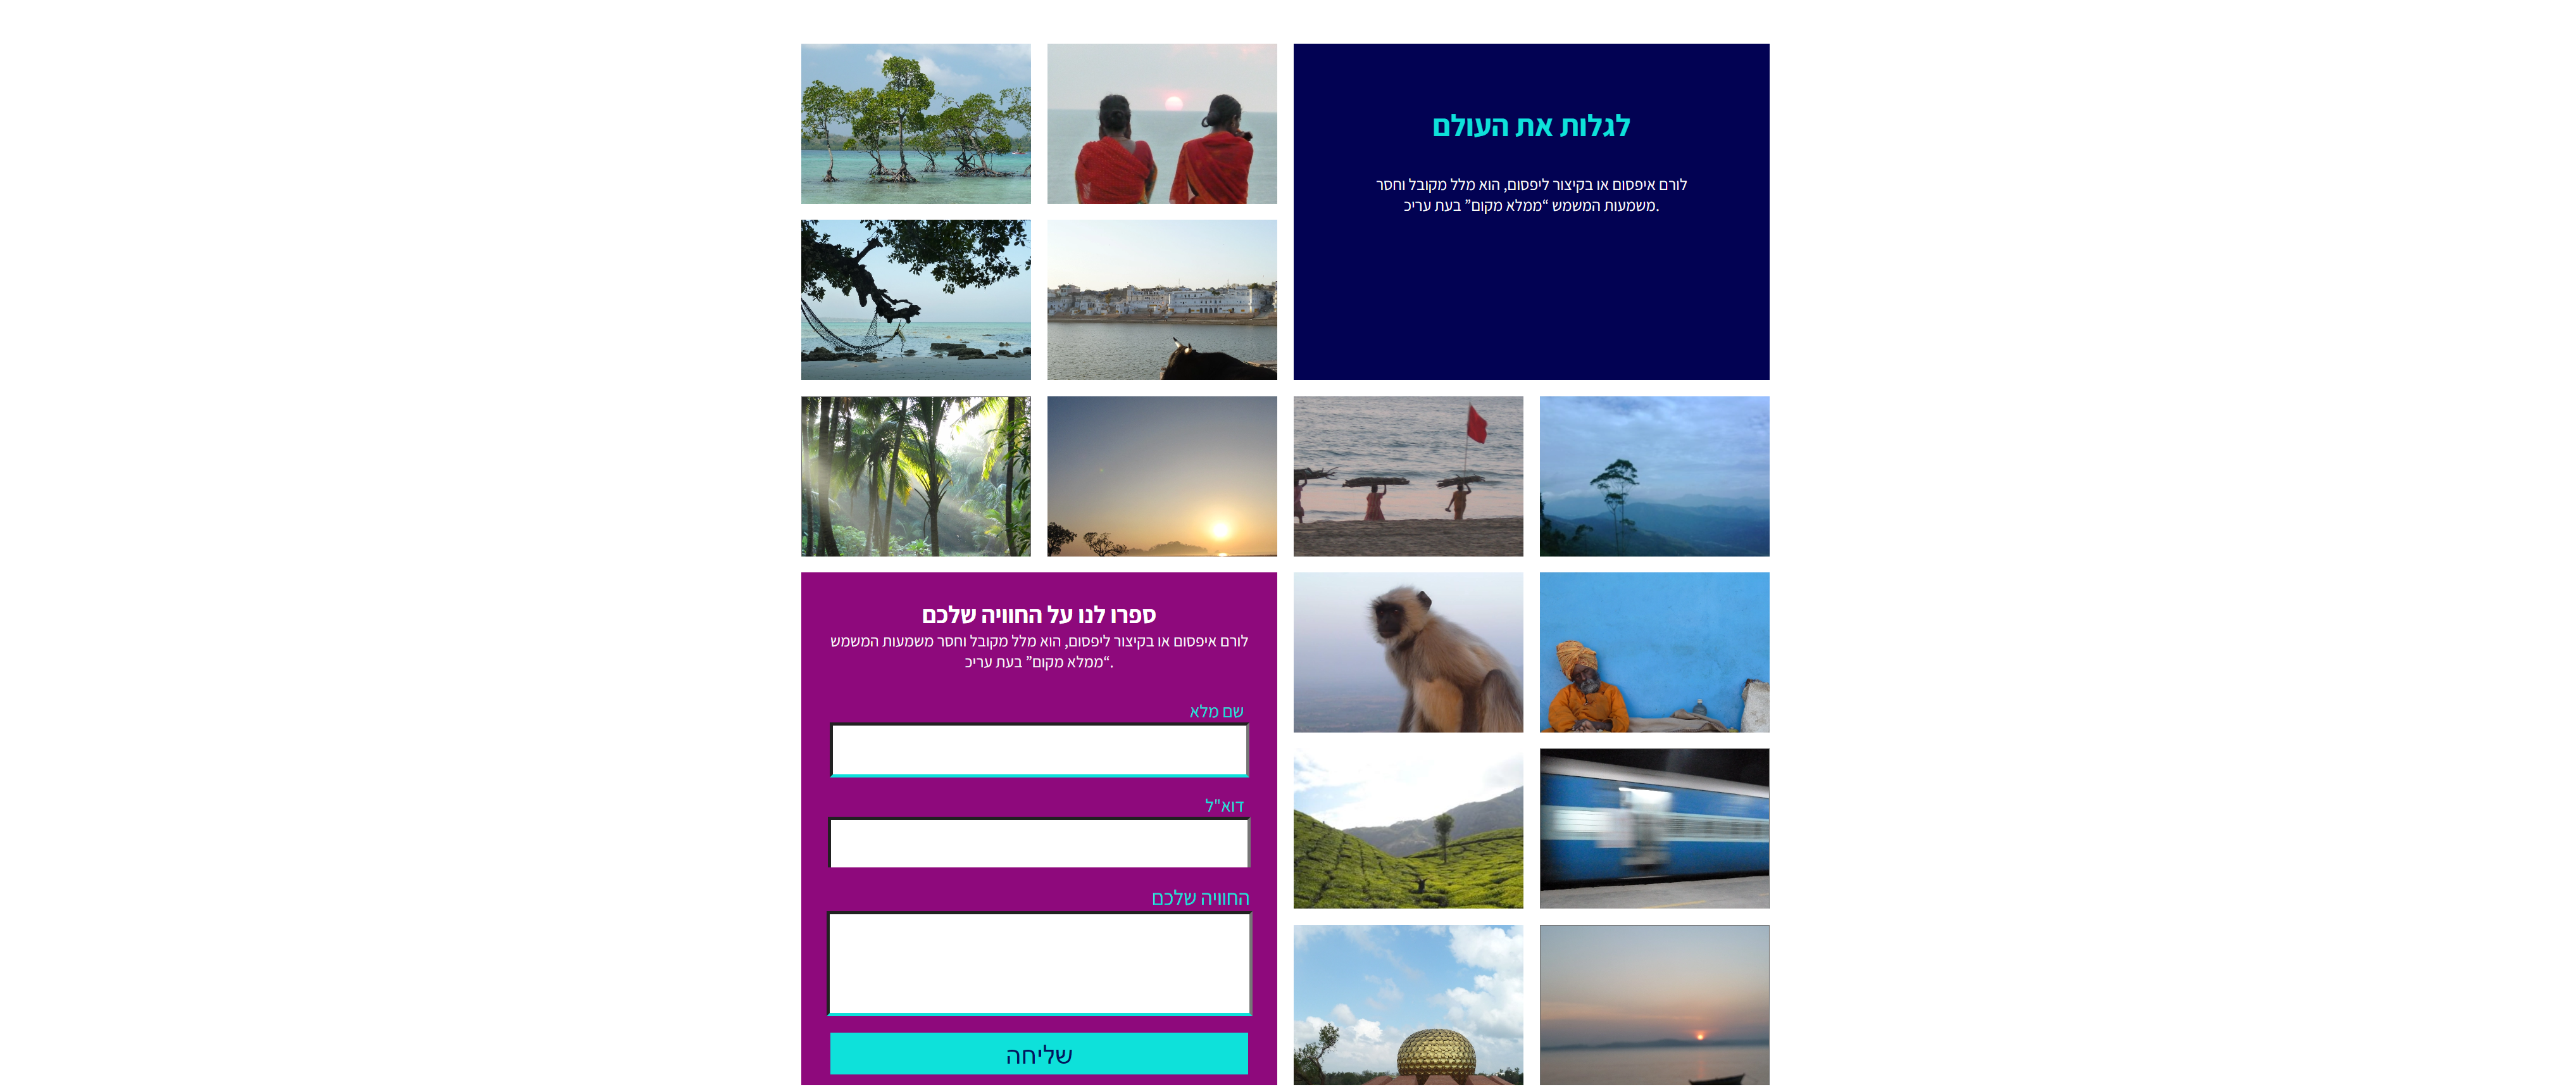 לגלות את העולם
לורם איפסום או בקיצור ליפסום, הוא מלל מקובל וחסר
משמעות המשמש “ממלא מקום” בעת עריכ.
ספרו לנו על החוויה שלכם
לורם איפסום או בקיצור ליפסום, הוא מלל מקובל וחסר משמעות המשמש
“ממלא מקום” בעת עריכ.
שם מלא
דוא"ל
החוויה שלכם
שליחה